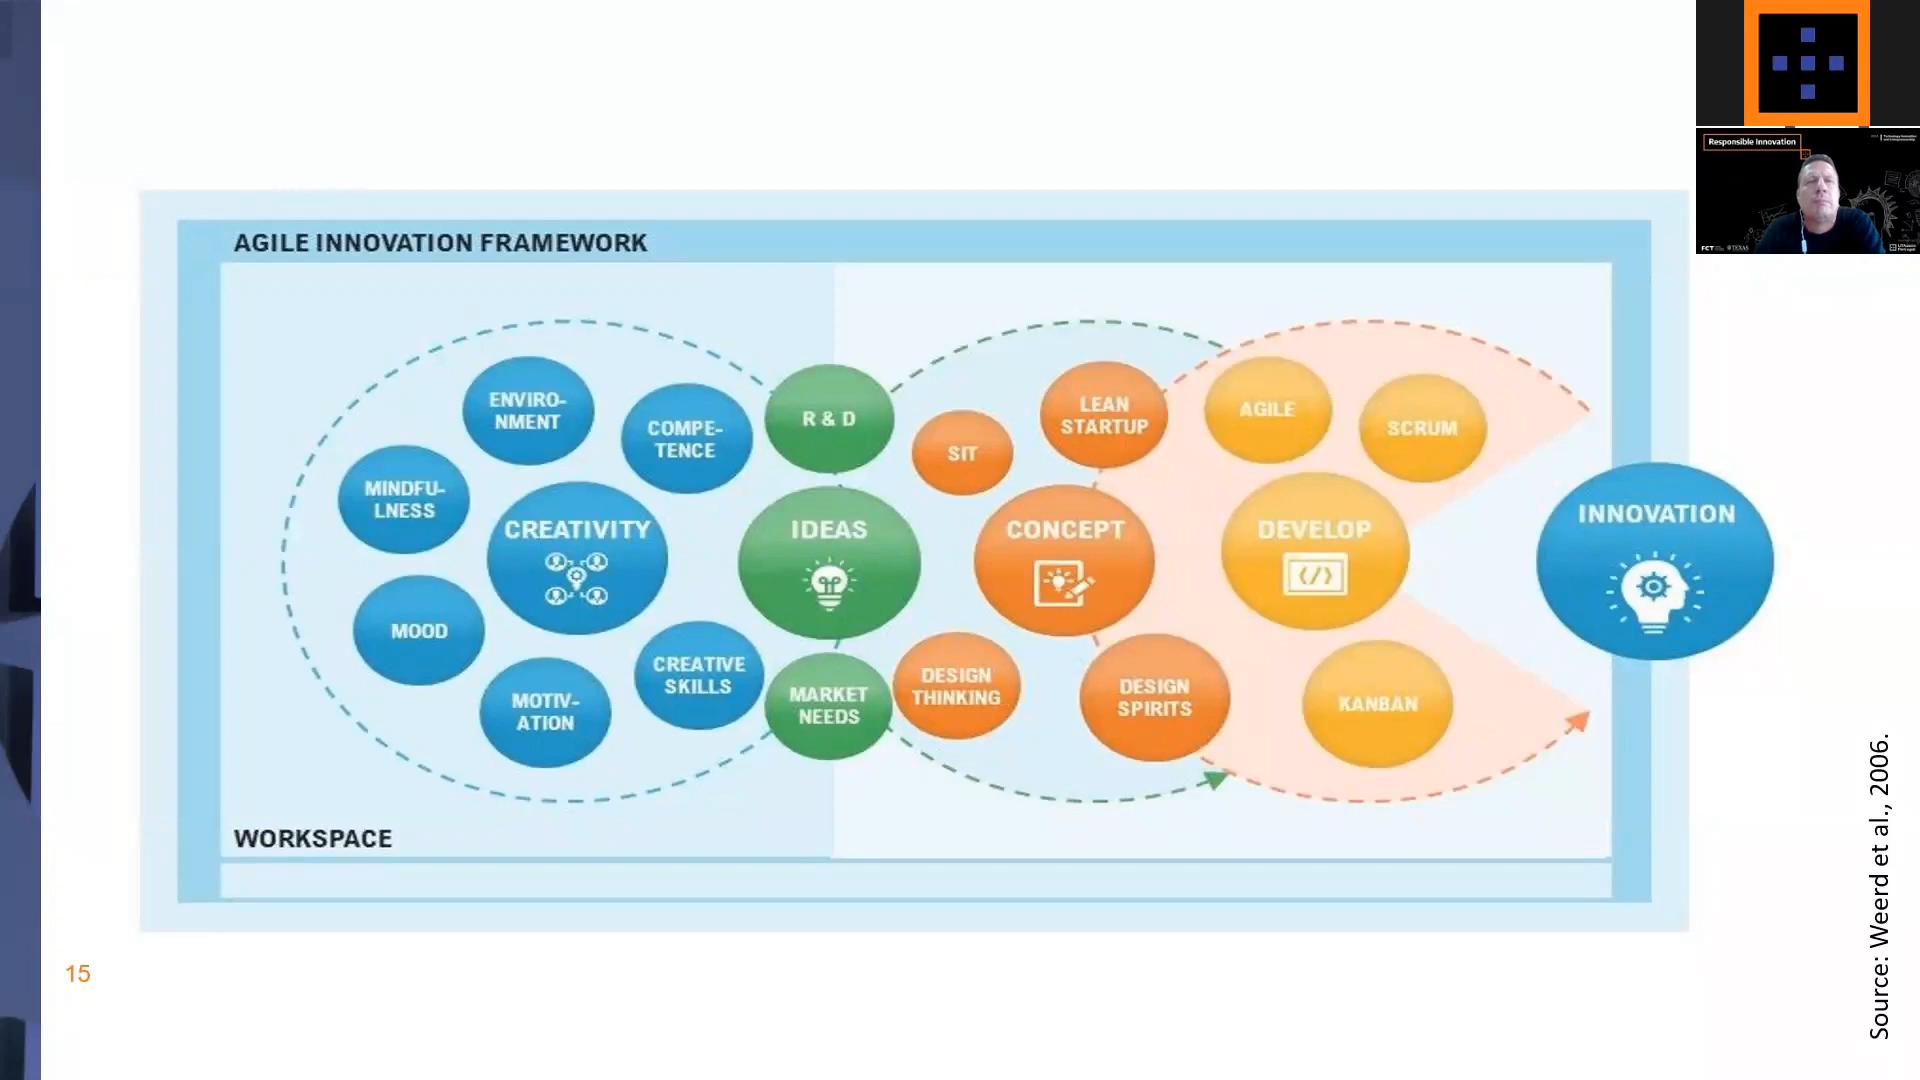 AGILE INNOVATION FRAMEWORK
ENVIRO-
NMENT
COMPE-
TENCE
MINDFU-
LNESS
CREATIVITY
MOOD
MOTIV-
ATION
CREATIVE
SKILLS
R & D
IDEAS
MARKET
NEEDS
SIT
LEAN
STARTUP
CONCEPT
DESIGN
THINKING
DESIGN
SPIRITS
AGILE
SCRUM
DEVELOP
</>
KANBAN
INNOVATION
WORKSPACE
15
Source: Weerd et al., 2006.
Responsible Innovation
FCT
TEXAS